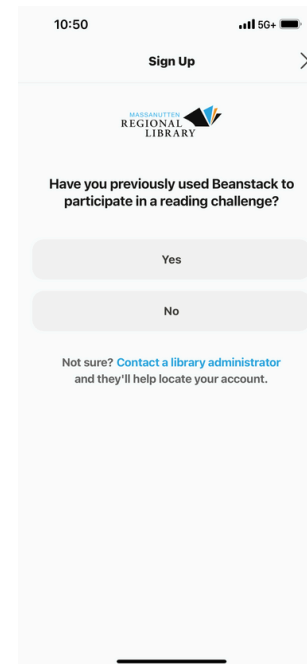 10:50 5G+
Sign Up
MASSANUTTEN
REGIONAL
LIBRARY
Have you previously used Beanstack to
participate in a reading challenge?
Yes
No
Not sure? Contact a library administrator
and they'll help locate your account.